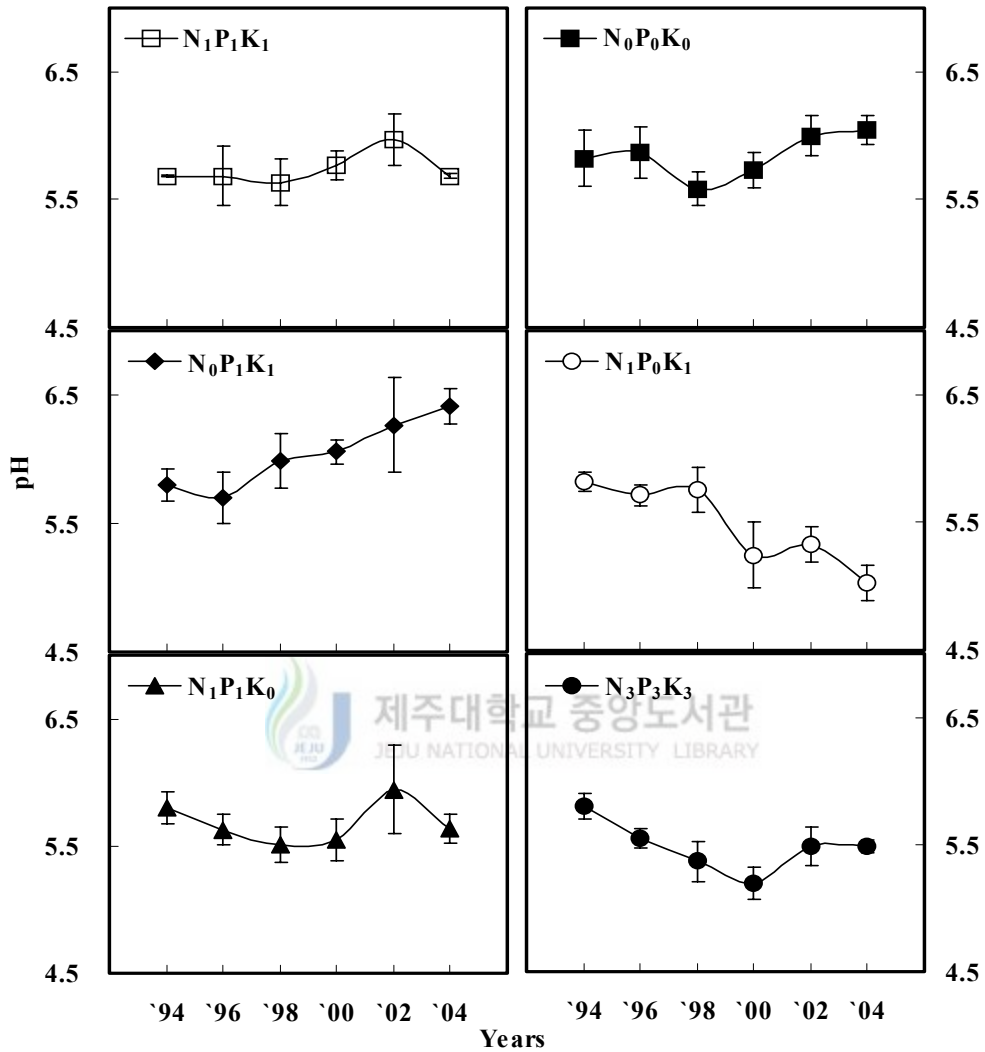 N₁P₁K₁
N₀P₀K₀
6.5
6.5
5.5
5.5
4.5
4.5
N₀P₁K₁
N₁P₀K₁
6.5
6.5
pH
5.5
5.5
4.5
4.5
N₁P₁K₀
N₃P₃K₃
6.5
6.5
제주대학교 중앙도서관
JEJU NATIONAL UNIVERSITY LIBRARY
JEJU
1952
5.5
5.5
4.5
4.5
`94 `96 `98 `00 `02 `04
`94 `96 `98 `00 `02 `04
Years